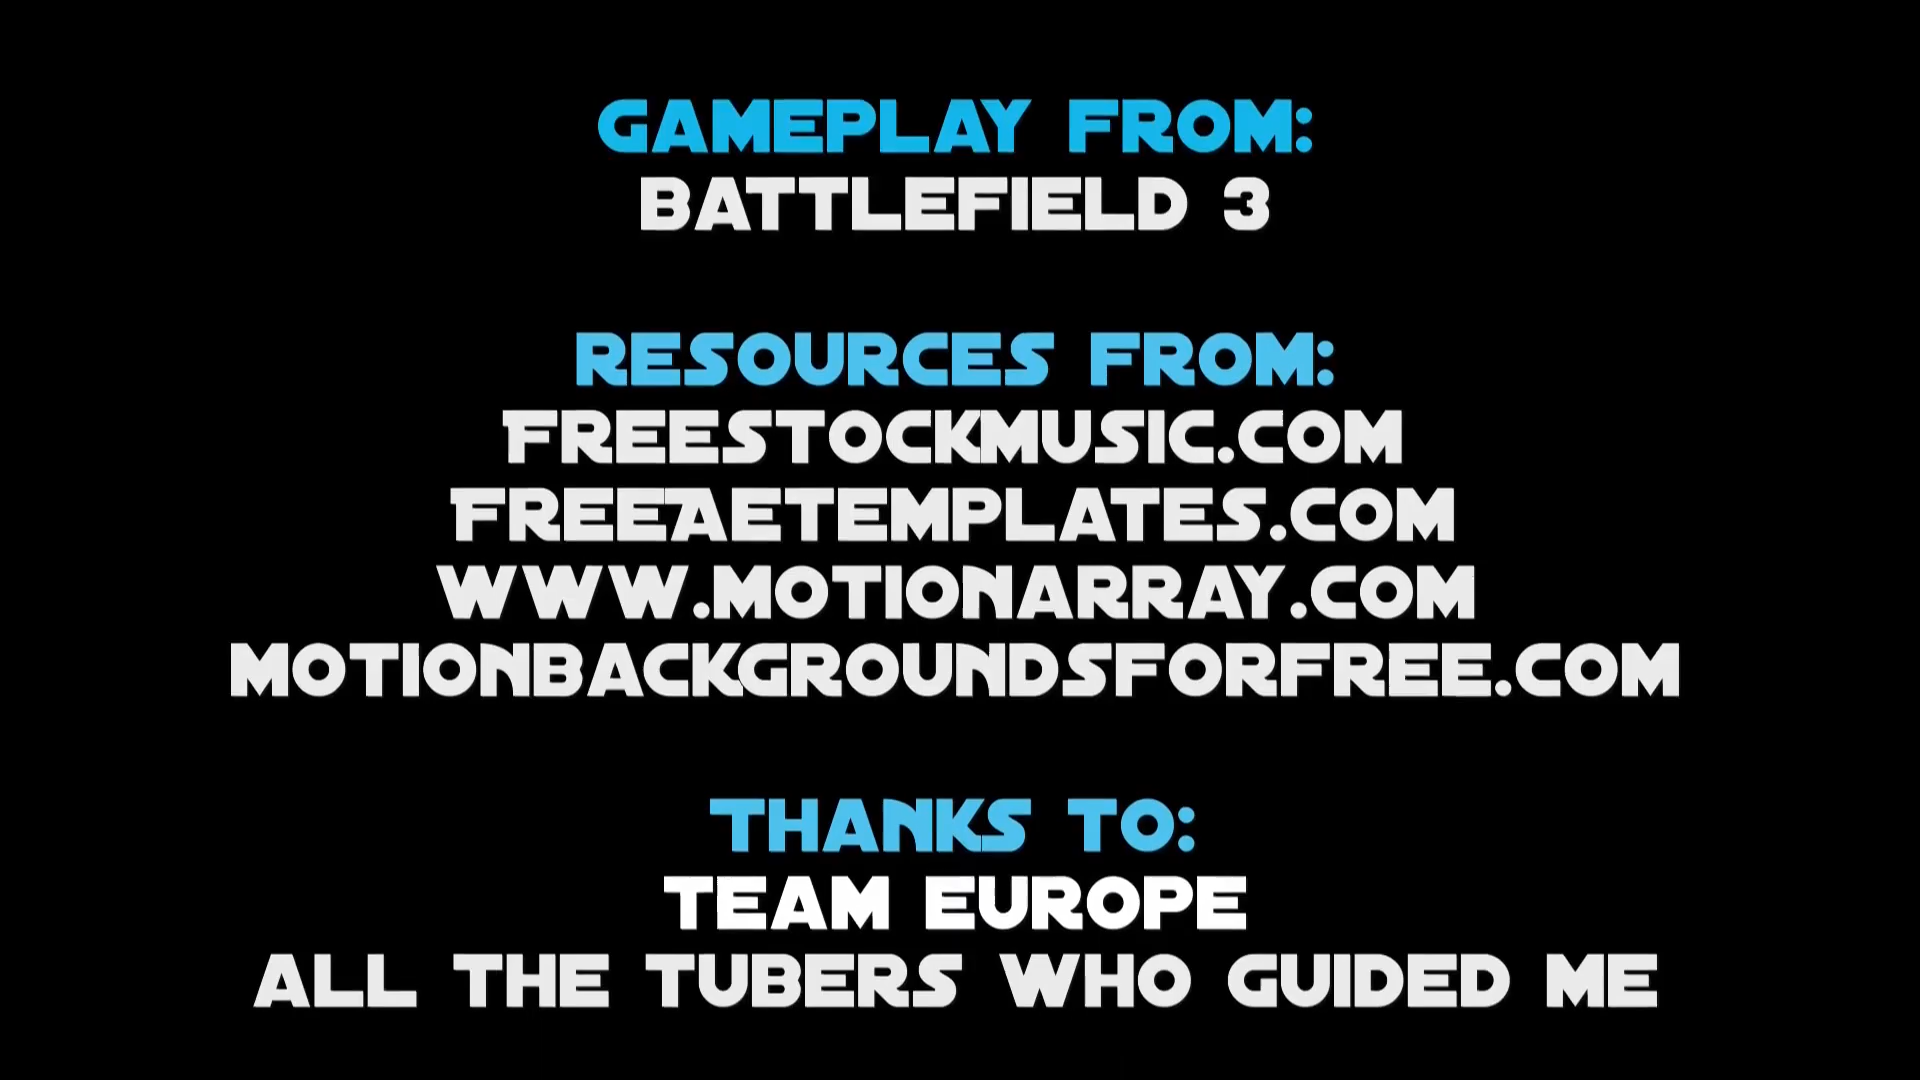 GAMEPLAY FROM:
BATTLEFIELD 3
RESOURCES FROM:
FREESTOCKMUSIC.COM
FREEAETEMPLATES.COM
WWW.MOTIONARRAY.COM
MOTIONBACKGROUNDSFORFREE.COM
THANKS TO:
TEAM EUROPE
ALL THE TUBERS WHO GUIDED ME